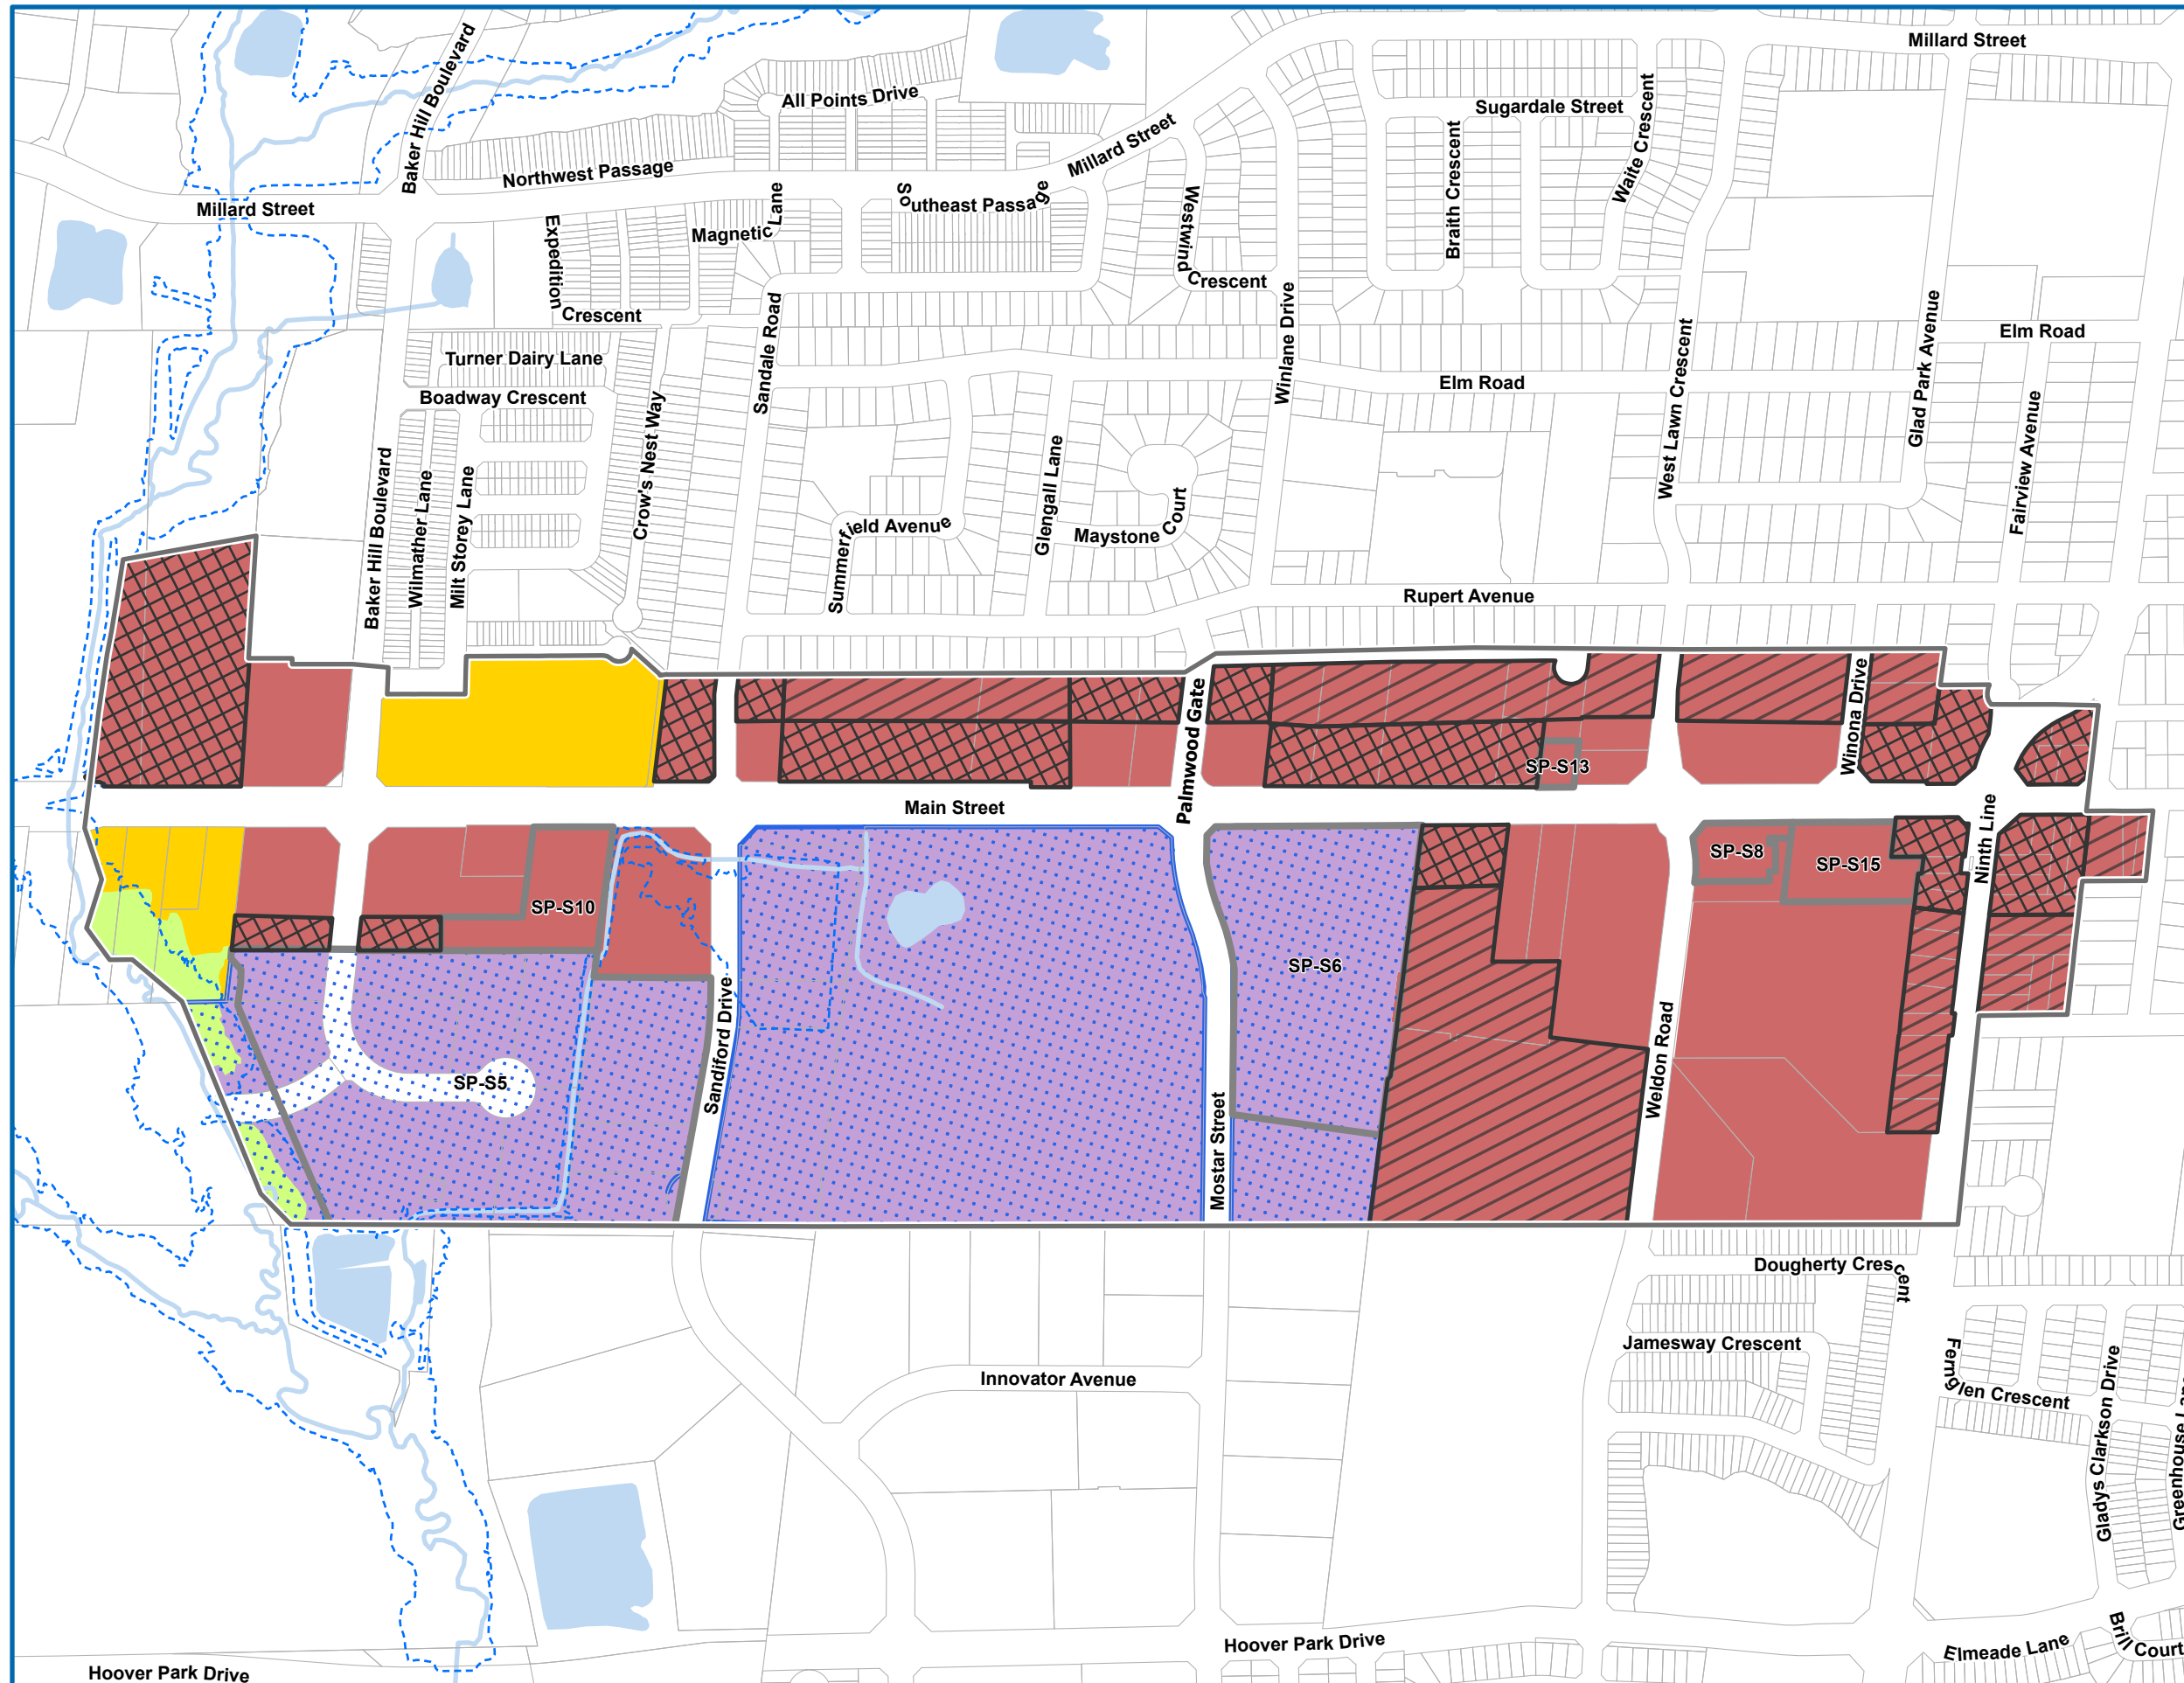 Millard Street
Baker Hill Boulevard
All Points Drive
Sugardale Street
Waite Crescent
Millard Street
Braith Crescent
Northwest Passage
Millard Street
Southeast Passage
Magnetic Lane
Westwind Crescent
Expedition Crescent
Elm Road
Turner Dairy Lane
Sandale Road
Winlane Drive
Glad Park Avenue
Elm Road
Boadway Crescent
West Lawn Crescent
Crow's Nest Way
Fairview Avenue
Glengall Lane
Summerfield Avenue
Maystone Court
Baker Hill Boulevard
Wilmather Lane
Milt Storey Lane
Rupert Avenue
Palmwood Gate
Winona Drive
SP-S13
Main Street
Ninth Line
SP-S8
SP-S15
SP-S10
SP-S6
Sandiford Drive
SP-S5
Weldon Road
Mostar Street
Dougherty Crescent
Jamesway Crescent
Innovator Avenue
Fernglen Crescent
Gladys Clarkson Drive
Greenhouse
Hoover Park Drive
Elmeade Lane
Brill Court
Hoover Park Drive